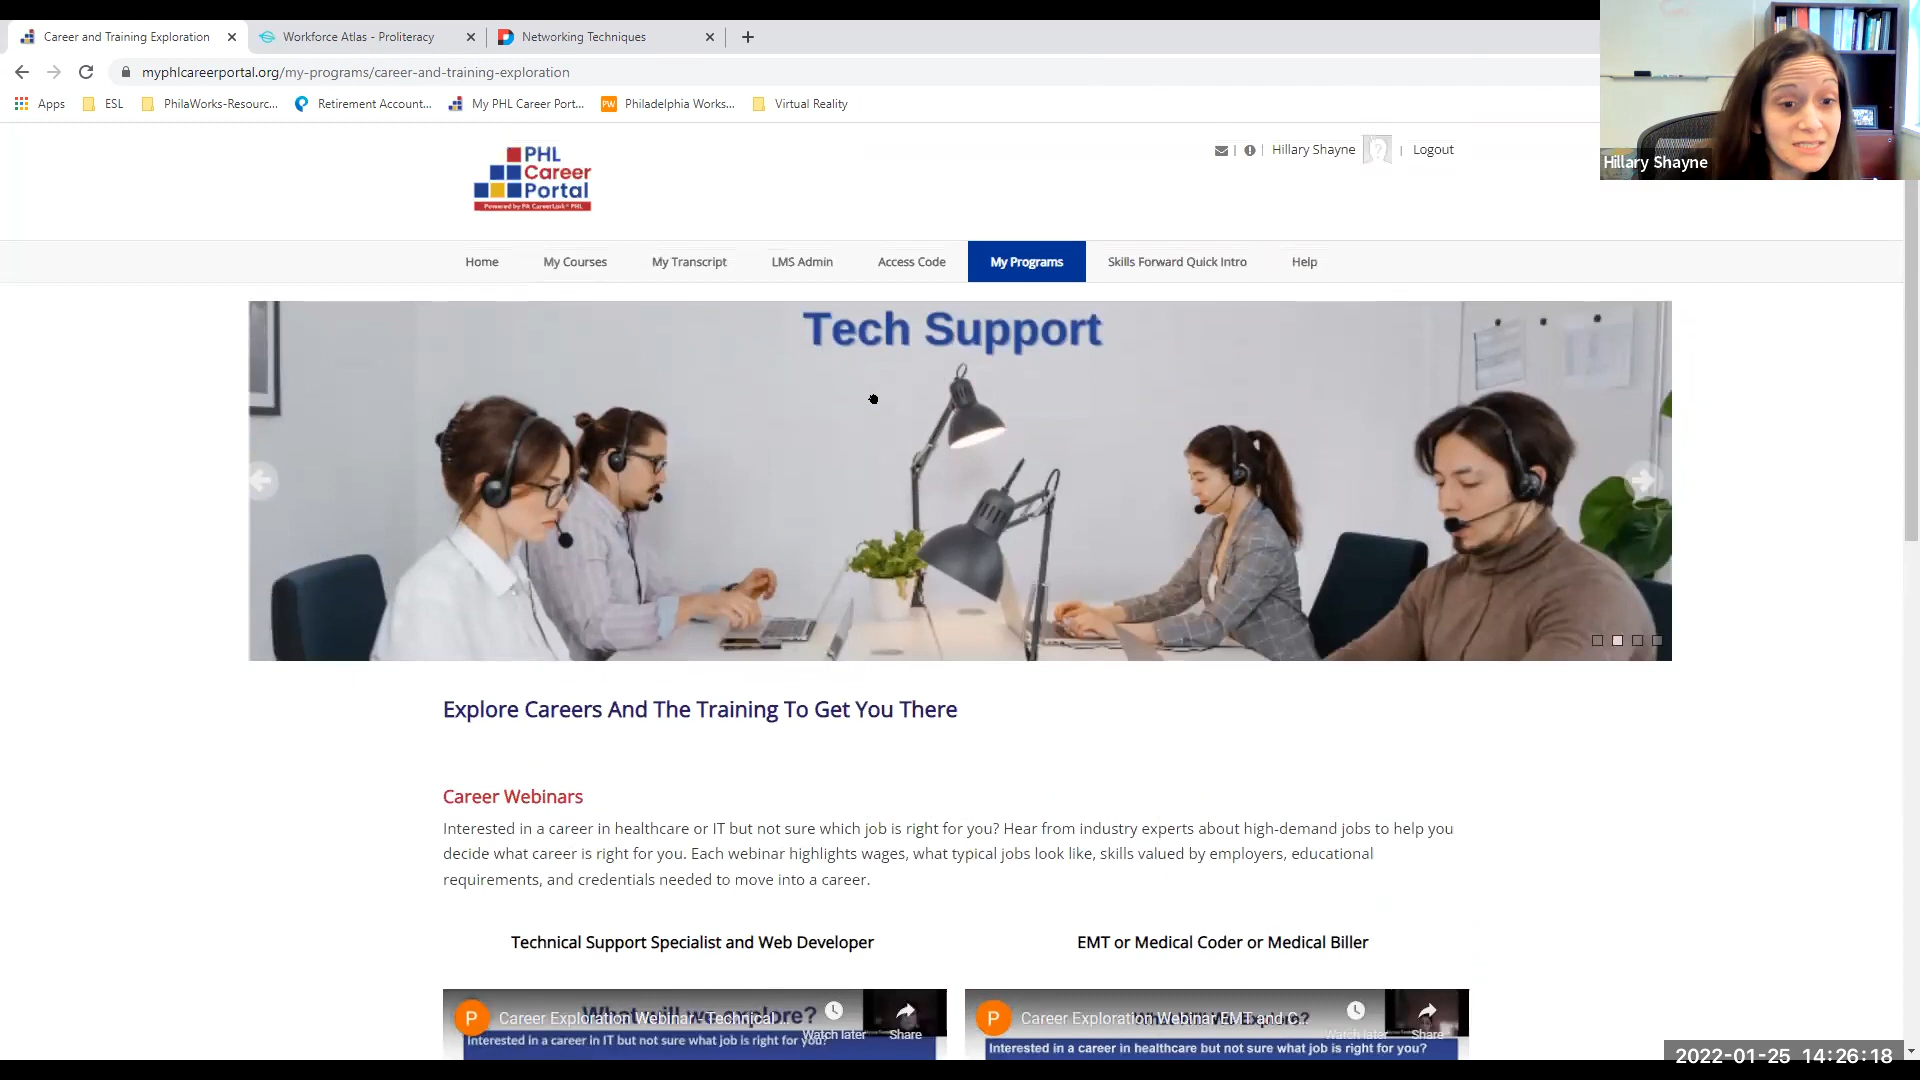 Career and Training Exploration
Workforce Atlas - Proliteracy
Networking Techniques
myphlcareerportal.org/my-programs/career-and-training-exploration
Apps ESL PhilaWorks-Resourc... Retirement Account... My PHL Career Port... Philadelphia Works... Virtual Reality
Hillary Shayne
PHL
Career
Portal
Powered by PA CareerLink® PHL
Hillary Shayne | Logout
Home My Courses My Transcript LMS Admin Access Code My Programs Skills Forward Quick Intro Help
Tech Support
Explore Careers And The Training To Get You There
Career Webinars
Interested in a career in healthcare or IT but not sure which job is right for you? Hear from industry experts about high-demand jobs to help you
decide what career is right for you. Each webinar highlights wages, what typical jobs look like, skills valued by employers, educational
requirements, and credentials needed to move into a career.
Technical Support Specialist and Web Developer
EMT or Medical Coder or Medical Biller
P Career Exploration Webinar - Technical ...
What will we explore?
Watch later Share
Interested in a career in IT but not sure what job is right for you?
P Career Exploration Webinar EMT and C...
Watch later Share
Interested in a career in healthcare but not sure what job is right for you?
2022-01-25 14:26:18